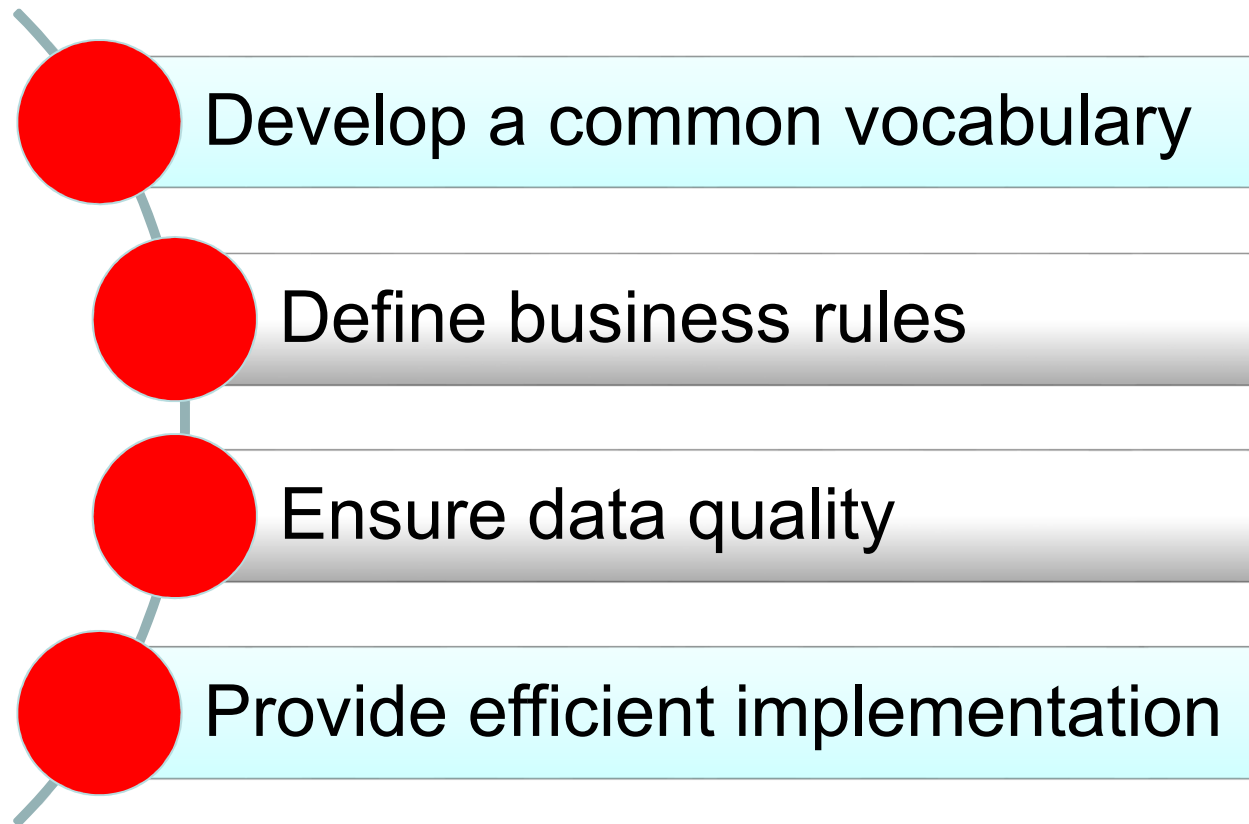 Develop a common vocabulary
Define business rules
Ensure data quality
Provide efficient implementation